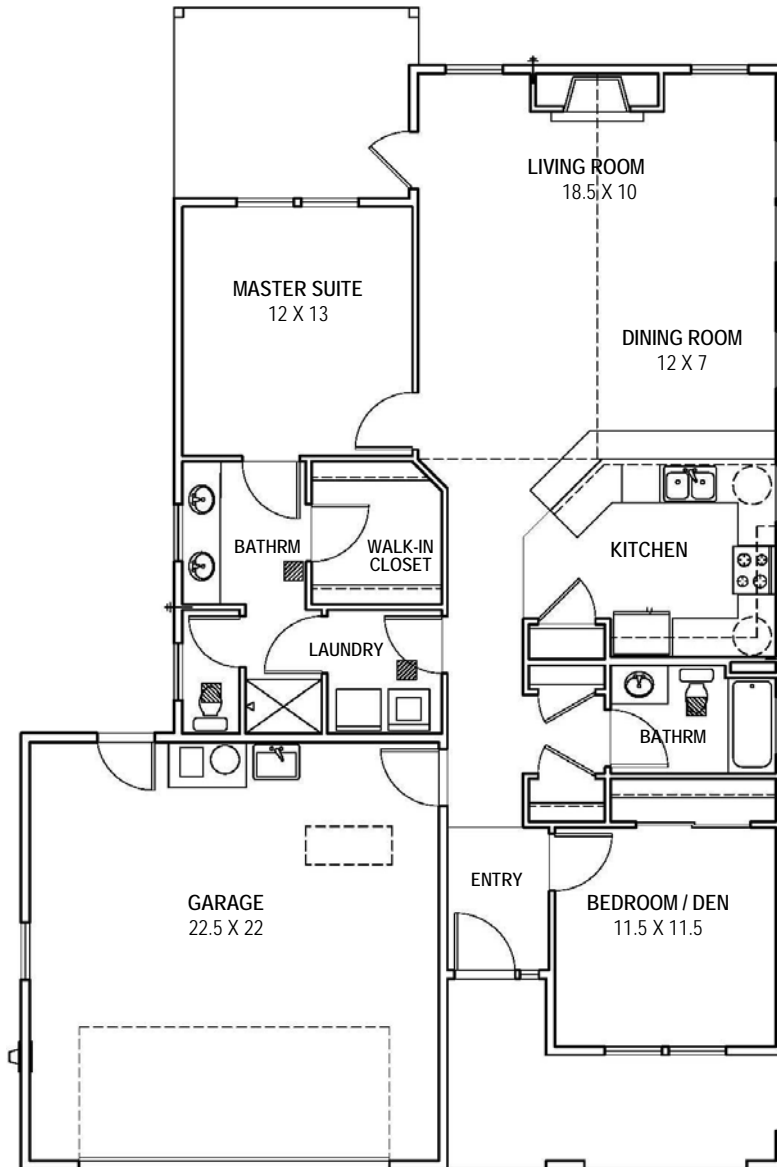 LIVING ROOM
18.5 X 10
MASTER SUITE
12 X 13
DINING ROOM
12 X 7
BATHRM
WALK-IN
CLOSET
KITCHEN
LAUNDRY
BATHRM
ENTRY
GARAGE
22.5 X 22
BEDROOM / DEN
11.5 X 11.5